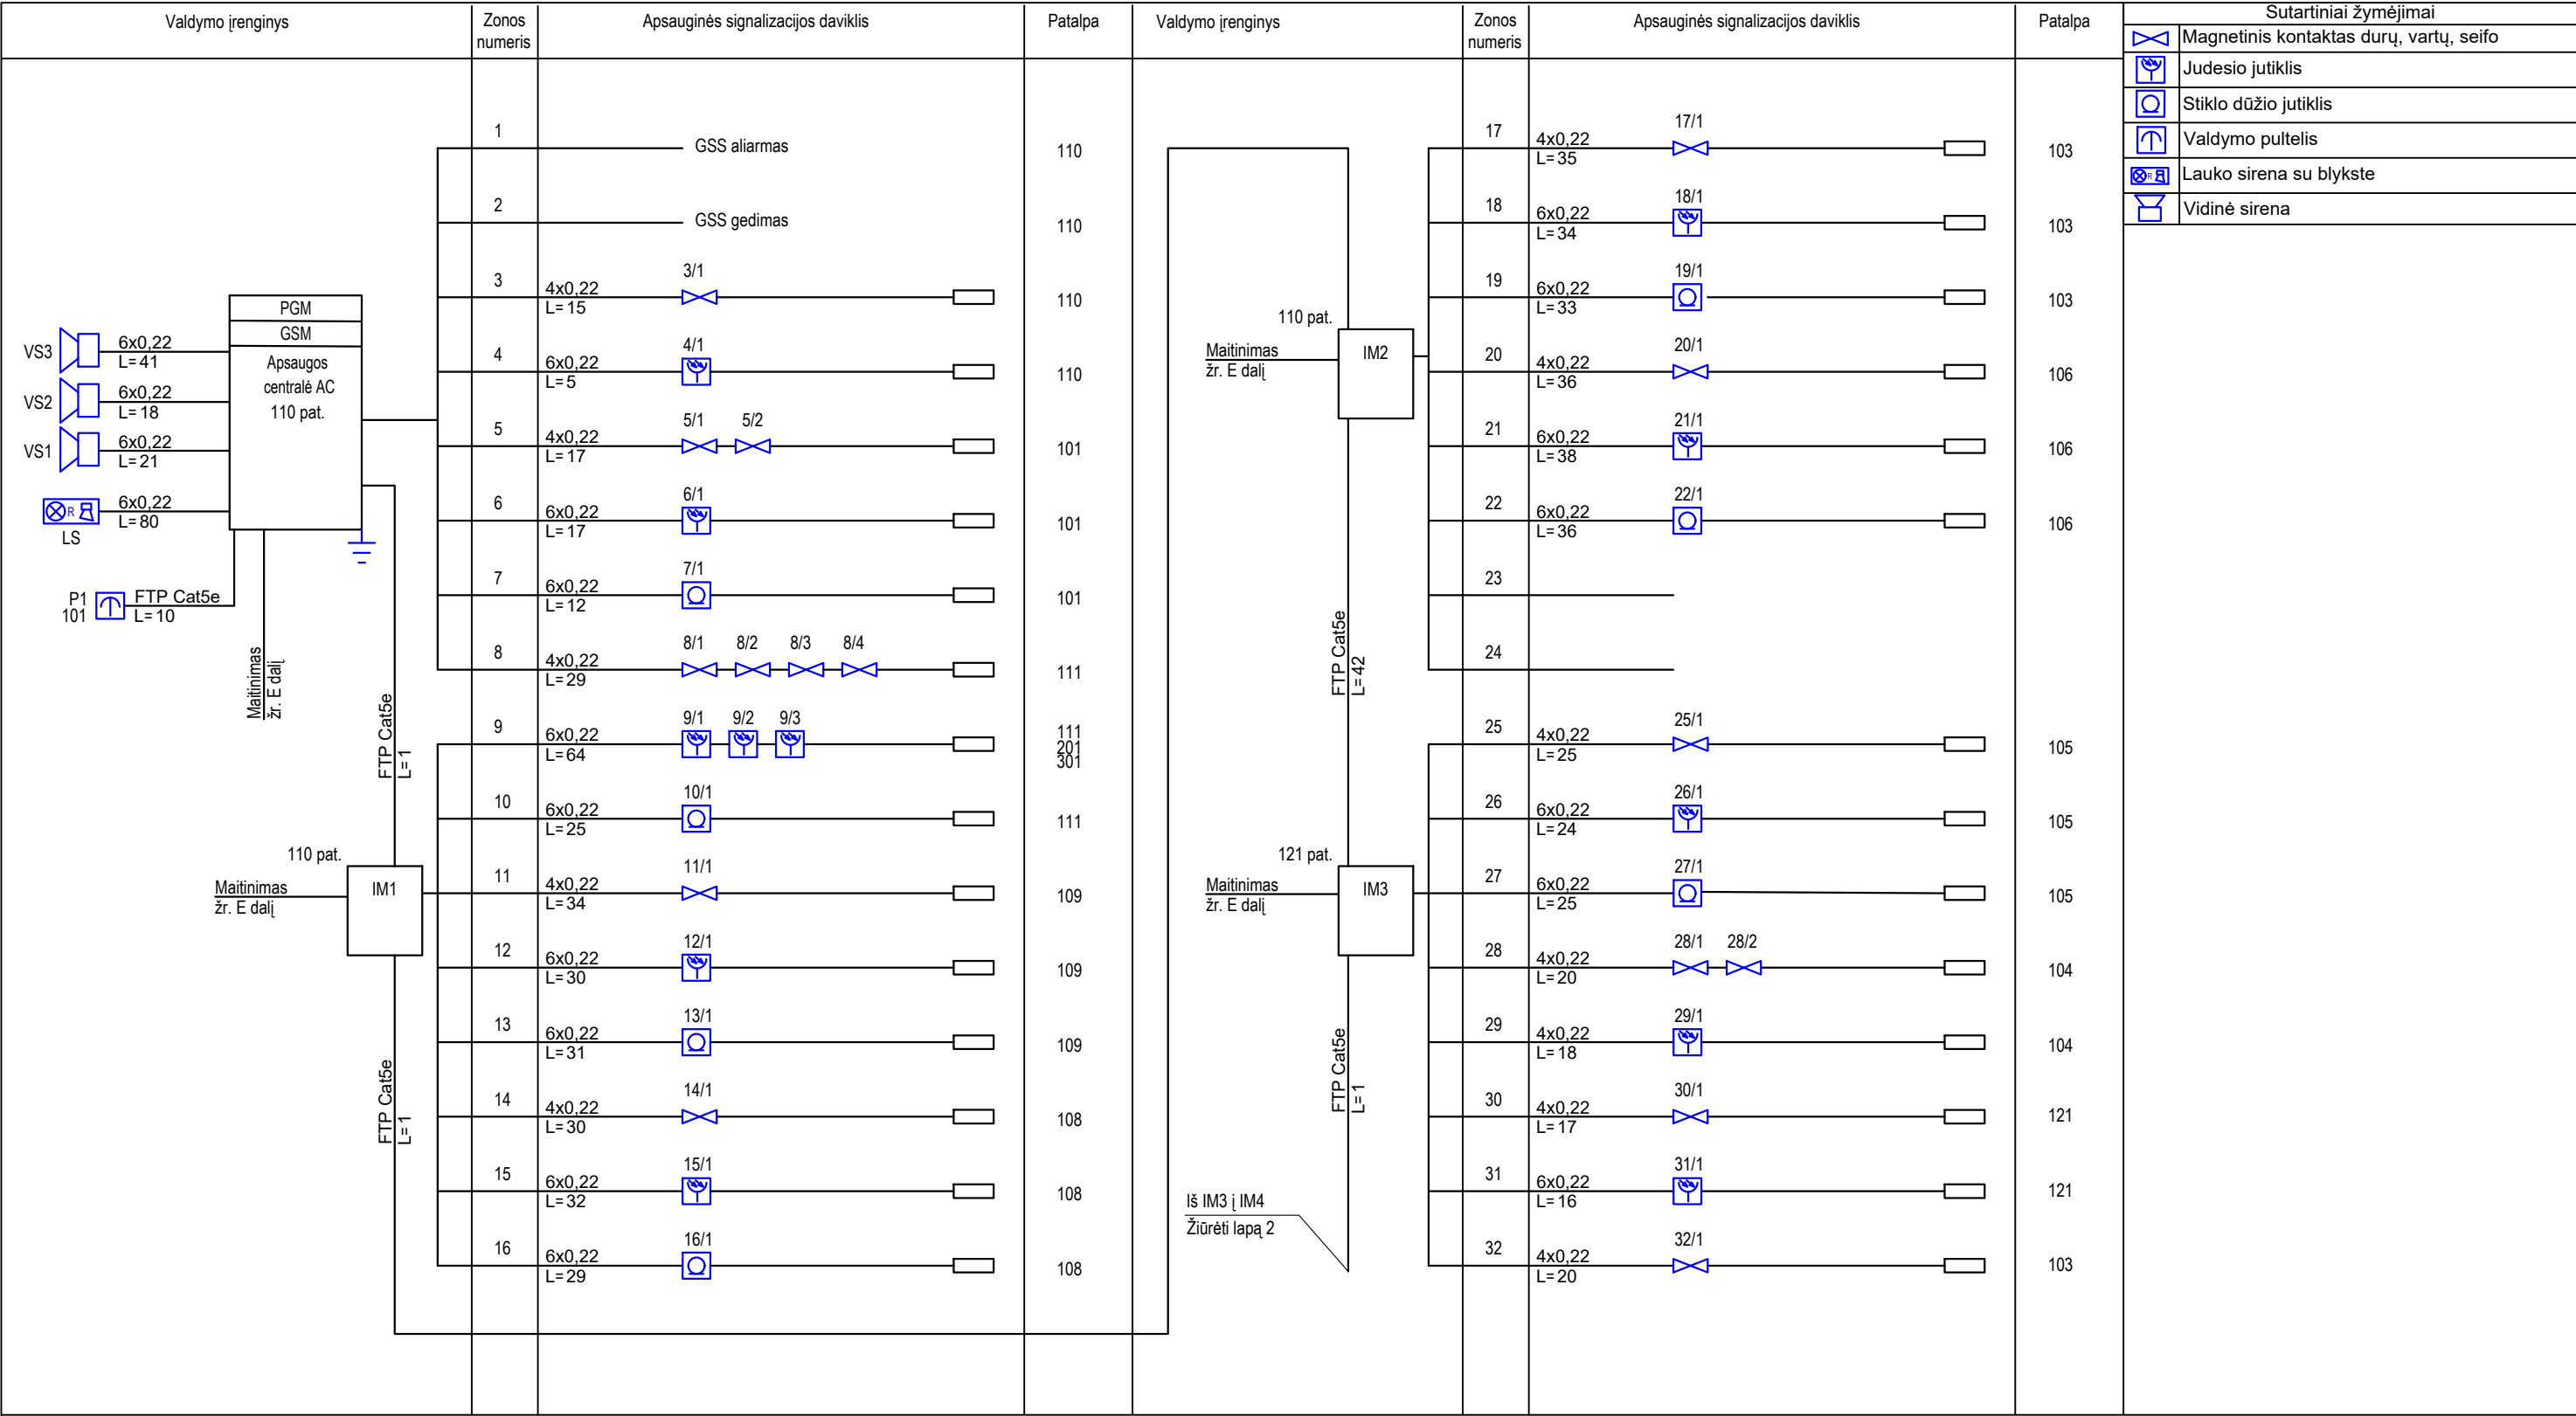 Valdymo įrenginys
Zonos
numeris
Apsauginės signalizacijos daviklis
Patalpa
Valdymo įrenginys
Zonos
numeris
Apsauginės signalizacijos daviklis
Patalpa
Sutartiniai žymėjimai
Magnetinis kontaktas durų, vartų, seifo
Judesio jutiklis
Stiklo dūžio jutiklis
Valdymo pultelis
R
Lauko sirena su blykste
Vidinė sirena
PGM
GSM
Apsaugos
centralė AC
110 pat.
VS3
6x0,22
L=41
VS2
6x0,22
L=18
VS1
6x0,22
L=21
R
LS
6x0,22
L=80
P1
101
FTP Cat5e
L=10
Maitinimas
žr. E dalį
FTP Cat5e
L=1
110 pat.
IM1
Maitinimas
žr. E dalį
FTP Cat5e
L=1
1
GSS aliarmas
110
2
GSS gedimas
110
3
4x0,22
L=15
3/1
110
4
6x0,22
L=5
4/1
110
5
4x0,22
L=17
5/1 5/2
101
6
6x0,22
L=17
6/1
101
7
6x0,22
L=12
7/1
101
8
4x0,22
L=29
8/1 8/2 8/3 8/4
111
9
6x0,22
L=64
9/1 9/2 9/3
111
201
301
10
6x0,22
L=25
10/1
111
11
4x0,22
L=34
11/1
109
12
6x0,22
L=30
12/1
109
13
6x0,22
L=31
13/1
109
14
4x0,22
L=30
14/1
108
15
6x0,22
L=32
15/1
108
16
6x0,22
L=29
16/1
108
110 pat.
IM2
Maitinimas
žr. E dalį
FTP Cat5e
L=42
121 pat.
IM3
Maitinimas
žr. E dalį
FTP Cat5e
L=1
Iš IM3 į IM4
Žiūrėti lapą 2
17
4x0,22
L=35
17/1
103
18
6x0,22
L=34
18/1
103
19
6x0,22
L=33
19/1
103
20
4x0,22
L=36
20/1
106
21
6x0,22
L=38
21/1
106
22
6x0,22
L=36
22/1
106
23
24
25
4x0,22
L=25
25/1
105
26
6x0,22
L=24
26/1
105
27
6x0,22
L=25
27/1
105
28
4x0,22
L=20
28/1 28/2
104
29
4x0,22
L=18
29/1
104
30
4x0,22
L=17
30/1
121
31
6x0,22
L=16
31/1
121
32
4x0,22
L=20
32/1
103